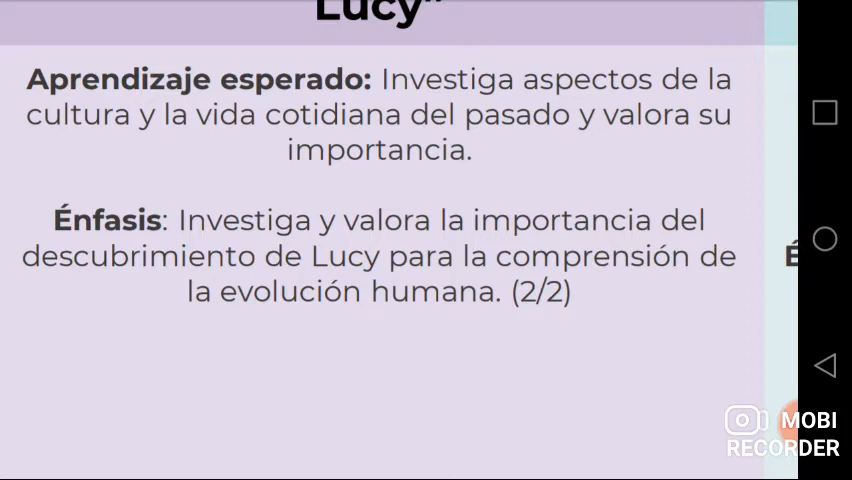 Lucy"
Aprendizaje esperado: Investiga aspectos de la
cultura y la vida cotidiana del pasado y valora su
importancia.
Énfasis: Investiga y valora la importancia del
descubrimiento de Lucy para la comprensión de
la evolución humana. (2/2)
É
MOBI
RECORDER